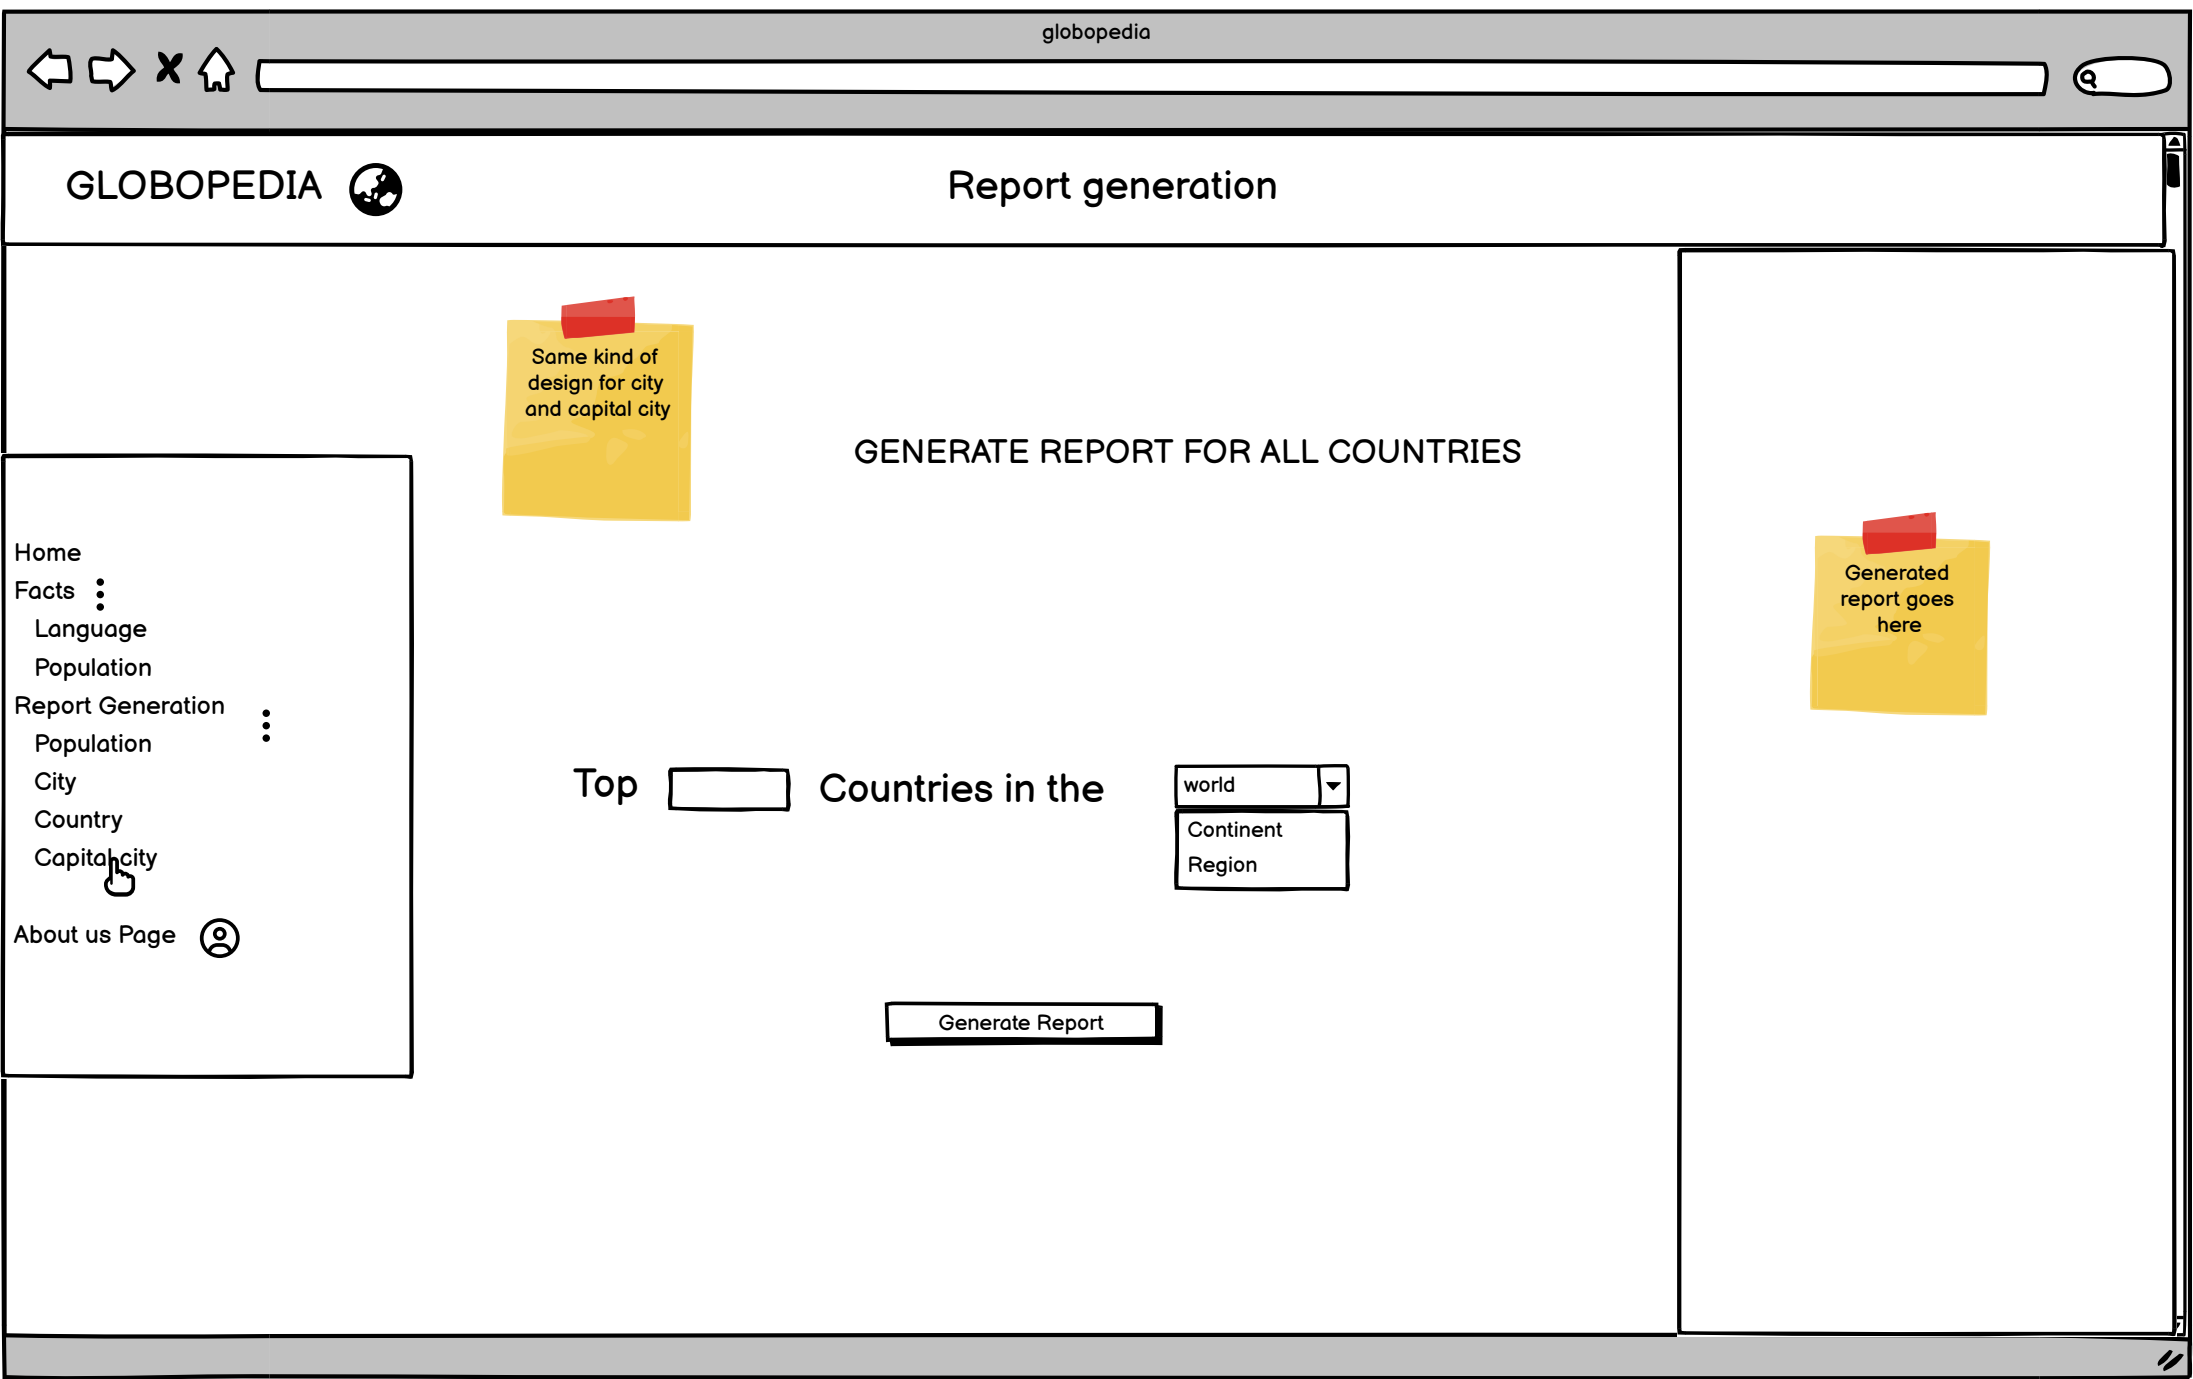 globopedia
GLOBOPEDIA
Report generation
Same kind of
design for city
and capital city
GENERATE REPORT FOR ALL COUNTRIES
Home
Facts
Language
Population
Report Generation
Population
City
Country
Capital city
About us Page
Top
Countries in the
world
Continent
Region
Generate Report
Generated
report goes
here